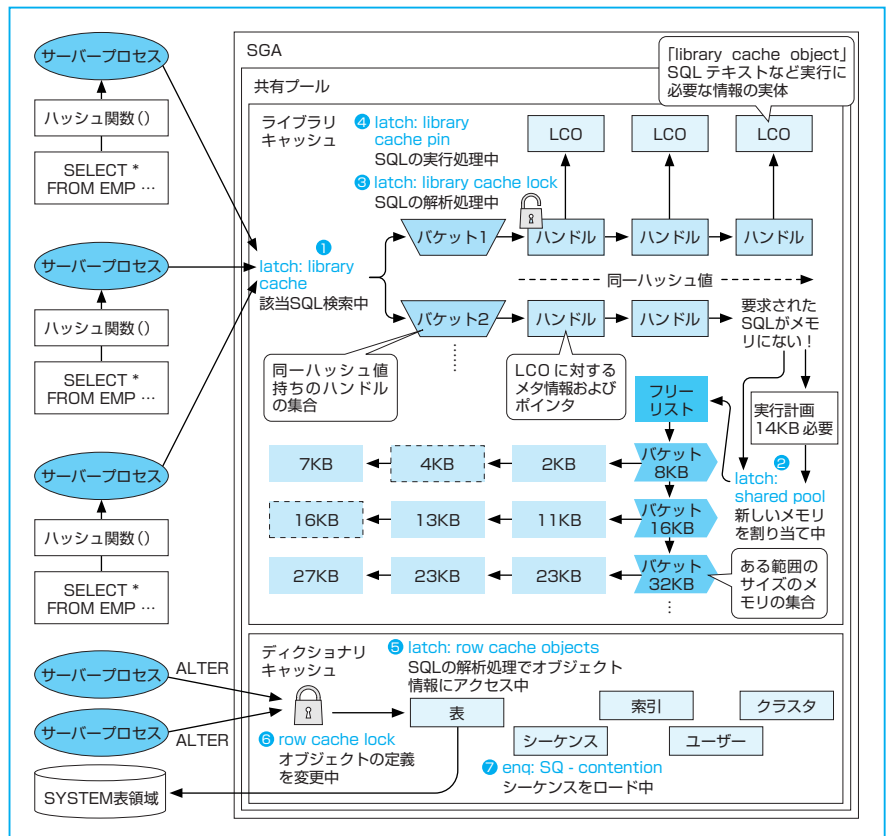 SGA
共有プール
「library cache object」
SQLテキストなど実行に
必要な情報の実体
サーバープロセス
ハッシュ関数()
SELECT *
FROM EMP …
サーバープロセス
ハッシュ関数()
SELECT *
FROM EMP …
サーバープロセス
ハッシュ関数()
SELECT *
FROM EMP …
ライブラリ
キャッシュ
❹ latch: library
cache pin
SQLの実行処理中
LCO
LCO
LCO
❸ latch: library cache lock
SQLの解析処理中
❶
latch: library
cache
該当SQL検索中
バケット1
ハンドル
ハンドル
ハンドル
同一ハッシュ値
バケット2
ハンドル
ハンドル
要求された
SQLがメモ
リにない!
同一ハッシュ値
持ちのハンドル
の集合
LCOに対する
メタ情報および
ポインタ
フリー
リスト
実行計画
14KB必要
7KB
4KB
2KB
バケット
8KB
❷
latch:
shared pool
新しいメモリ
を割り当て中
16KB
13KB
11KB
バケット
16KB
27KB
23KB
23KB
バケット
32KB
ある範囲の
サイズのメ
モリの集合
ディクショナリ
キャッシュ
❺ latch: row cache objects
SQLの解析処理でオブジェクト
情報にアクセス中
サーバープロセス
ALTER
サーバープロセス
ALTER
表
索引
クラスタ
シーケンス
ユーザー
❻ row cache lock
オブジェクトの定義
を変更中
❼ enq: SQ - contention
シーケンスをロード中
SYSTEM表領域